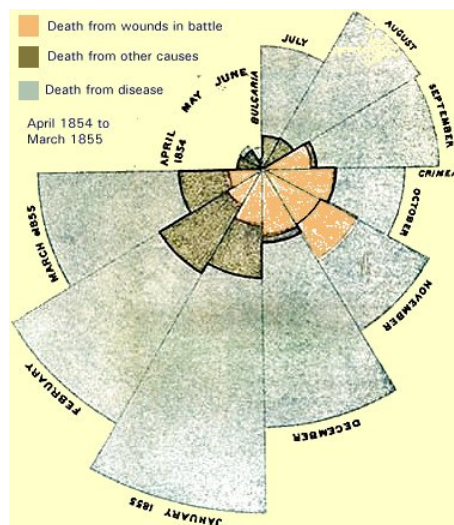 Death from wounds in battle
Death from other causes
Death from disease
April 1854 to
March 1855
APRIL
1854
MAY
JUNE
BULGARIA
JULY
AUGUST
SEPTEMBER
CRIMEA
OCTOBER
NOVEMBER
DECEMBER
JANUARY 1855
FEBRUARY
MARCH 1855